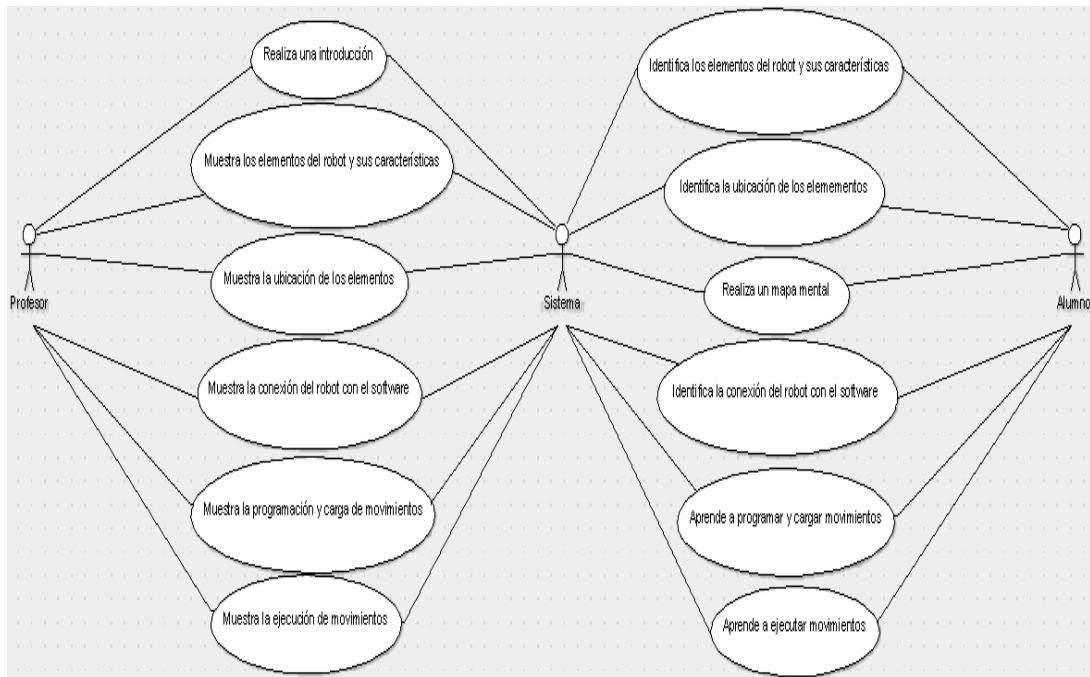 Realiza una introducción
Identifica los elementos del robot y sus características
Muestra los elementos del robot y sus características
Identifica la ubicación de los elemementos
Profesor
Muestra la ubicación de los elementos
Sistema
Realiza un mapa mental
Alumno
Muestra la conexión del robot con el software
Identifica la conexión del robot con el software
Muestra la programación y carga de movimientos
Aprende a programar y cargar movimientos
Muestra la ejecución de movimientos
Aprende a ejecutar movimientos